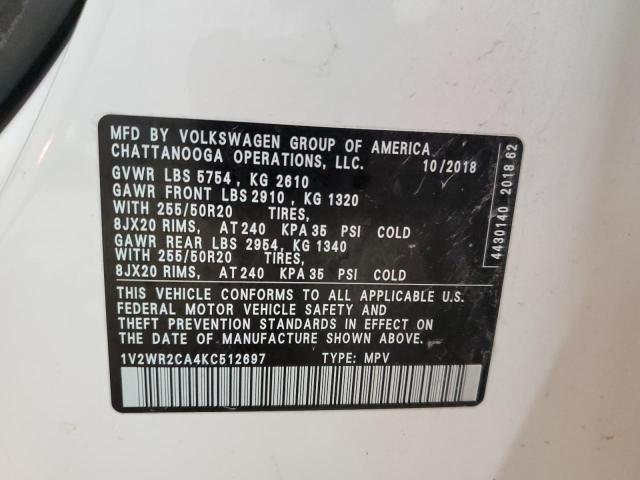 MFD BY VOLKSWAGEN GROUP OF AMERICA
CHATTANOOGA OPERATIONS, LLC. 10/2018
GVWR LBS 5754 , KG 2610
GAWR FRONT LBS 2910 , KG 1320
WITH 255/50R20 TIRES,
8JX20 RIMS, AT 240 KPA 35 PSI COLD
GAWR REAR LBS 2954, KG 1340
WITH 255/50R20 TIRES,
8JX20 RIMS, AT 240 KPA 35 PSI COLD
THIS VEHICLE CONFORMS TO ALL APPLICABLE U.S.
FEDERAL MOTOR VEHICLE SAFETY AND
THEFT PREVENTION STANDARDS IN EFFECT ON
THE DATE OF MANUFACTURE SHOWN ABOVE.
1V2WR2CA4KC512697 TYPE: MPV
4430140 2018 62